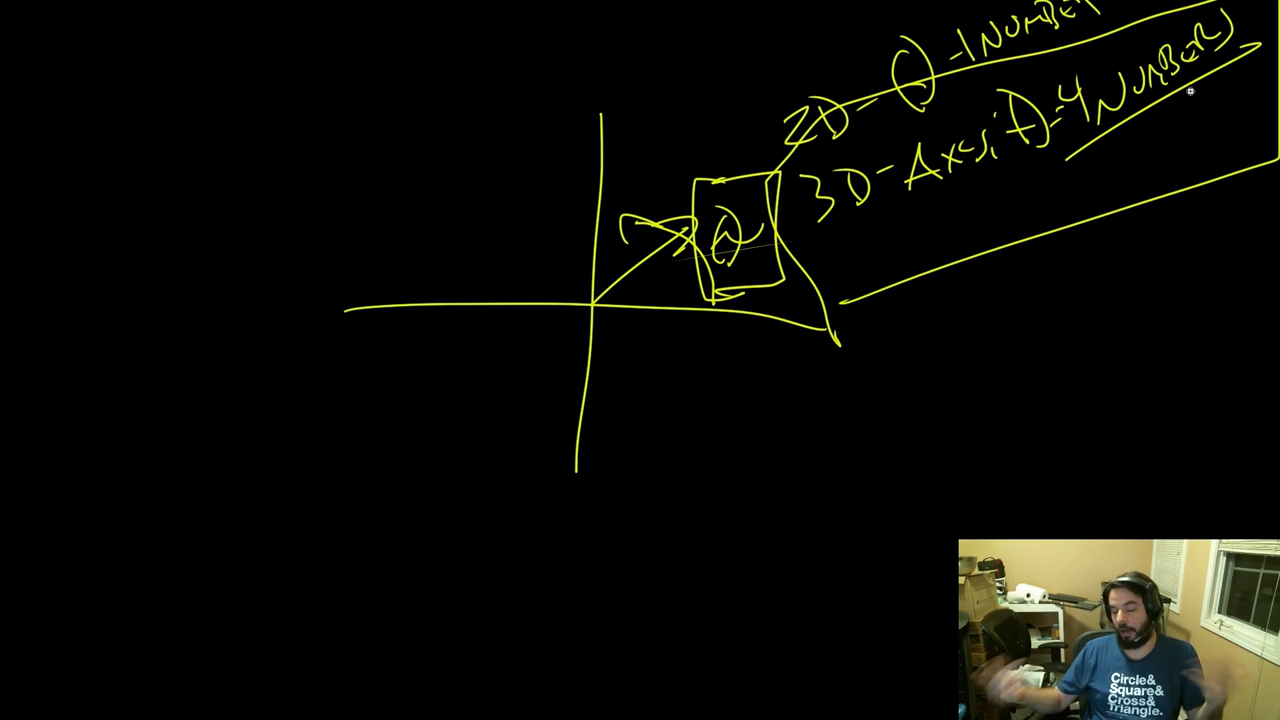 2D - θ - 1 NUMBER
3D - AXIS, θ = 4 NUMBERS
θ
Circle&
Square&
Cross&
Triangle.